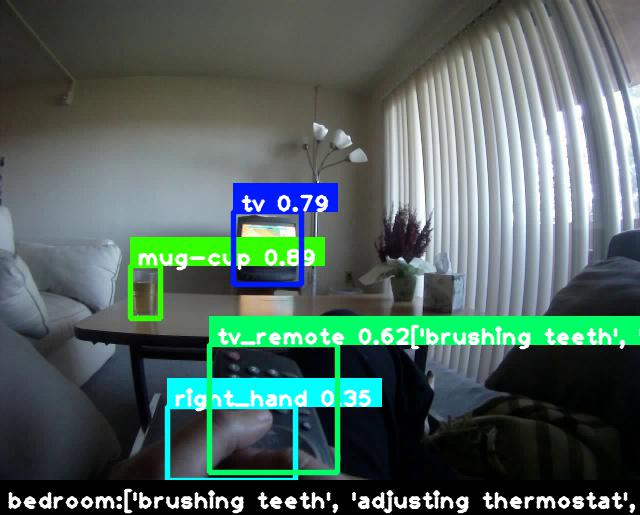 tv 0.79
mug-cup 0.89
tv_remote 0.62['brushing teeth',
right_hand 0.35
bedroom:['brushing teeth', 'adjusting thermostat',